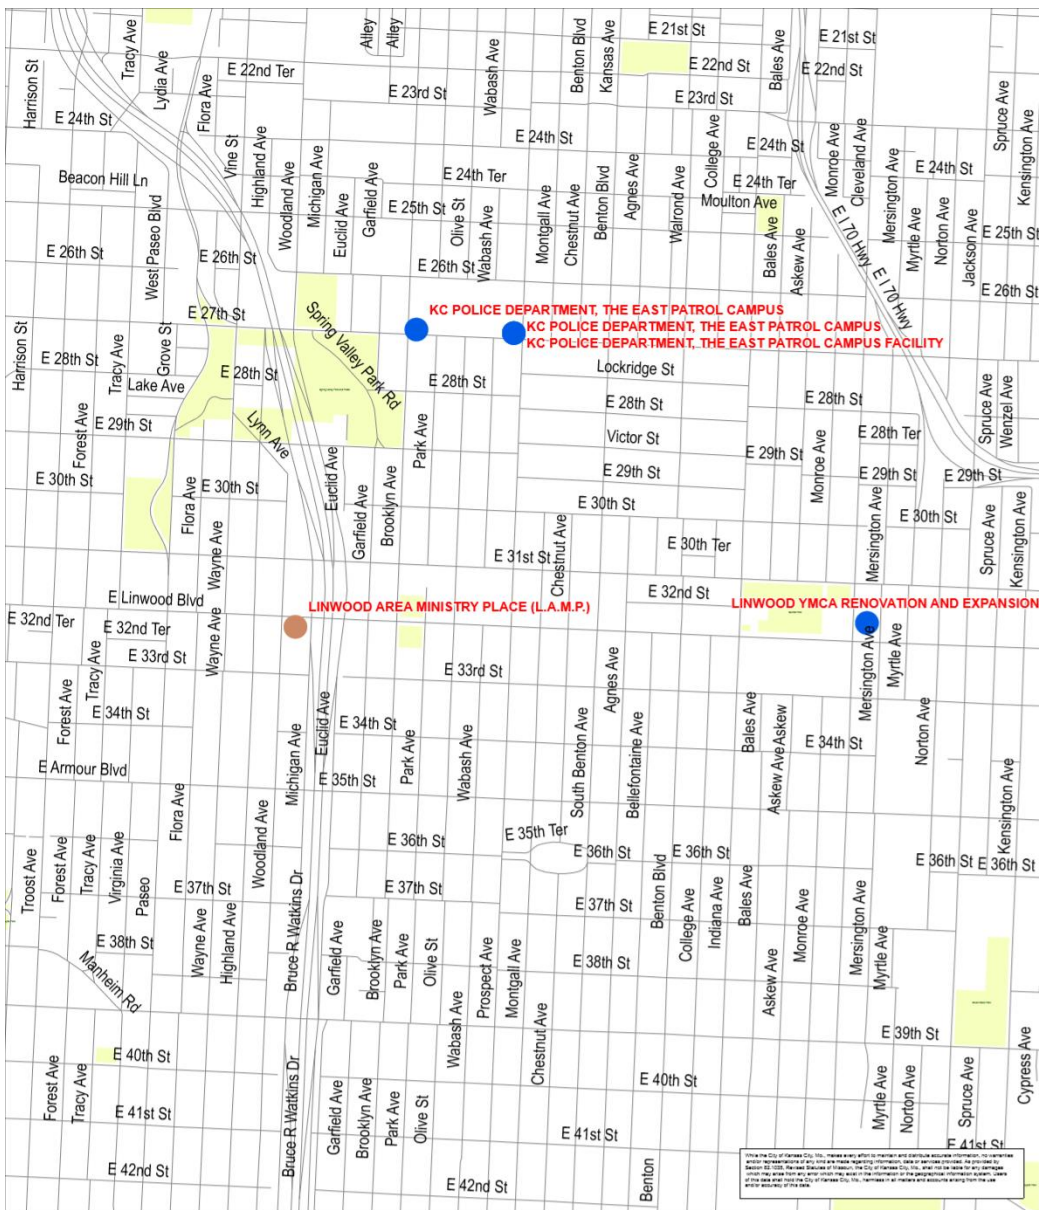 Tracy Ave
Alley
Alley
E 21st St
E 21st St
Harrison St
Lydia Ave
Flora Ave
E 22nd Ter
Wabash Ave
Benton Blvd
Kansas Ave
E 22nd St
Bales Ave
E 22nd St
E 23rd St
E 23rd St
Spruce Ave
Kensington Ave
E 24th St
Vine St
Highland Ave
E 24th St
College Ave
E 24th St
Monroe Ave
Cleveland Ave
E 24th St
Beacon Hill Ln
Woodland Ave
Michigan Ave
Euclid Ave
Garfield Ave
E 24th Ter
E 24th Ter
Moulton Ave
West Paseo Blvd
E 25th St
Olive St
Wabash Ave
Montgall Ave
Chestnut Ave
Benton Blvd
Agnes Ave
Walrond Ave
Bales Ave
Askew Ave
E I 70 Hwy
E I 70 Hwy
Mersington Ave
Myrtle Ave
Norton Ave
Jackson Ave
E 25th St
E 26th St
E 26th St
E 26th St
E 26th St
Harrison St
E 27th St
Spring Valley Park Rd
KC POLICE DEPARTMENT, THE EAST PATROL CAMPUS
KC POLICE DEPARTMENT, THE EAST PATROL CAMPUS
KC POLICE DEPARTMENT, THE EAST PATROL CAMPUS FACILITY
E 28th St
Tracy Ave
Grove St
Lake Ave
E 28th St
E 28th St
Lockridge St
E 28th St
E 28th St
Spruce Ave
Wenzel Ave
Forest Ave
E 29th St
Lynn Ave
Park Ave
Victor St
E 28th Ter
E 29th St
E 29th St
Monroe Ave
E 29th St
E 29th St
E 30th St
Flora Ave
E 30th St
Euclid Ave
Garfield Ave
Brooklyn Ave
E 30th St
Mersington Ave
E 30th St
Spruce Ave
Kensington Ave
Wayne Ave
E 31st St
Chestnut Ave
E 30th Ter
E Linwood Blvd
E 32nd St
LINWOOD AREA MINISTRY PLACE (L.A.M.P.)
LINWOOD YMCA RENOVATION AND EXPANSION
E 32nd Ter
E 32nd Ter
Wayne Ave
E 33rd St
E 33rd St
Tracy Ave
Forest Ave
Agnes Ave
Mersington Ave
Myrtle Ave
E 34th St
Euclid Ave
E 34th St
Bales Ave
Askew
E 34th St
Norton Ave
E Armour Blvd
Michigan Ave
E 35th St
Park Ave
Wabash Ave
South Benton Ave
Bellefontaine Ave
Askew Ave
Flora Ave
Woodland Ave
E 36th St
E 35th Ter
E 36th St
E 36th St
Kensington Ave
E 36th St
E 36th St
Troost Ave
Forest Ave
Tracy Ave
Virginia Ave
Paseo
E 37th St
E 37th St
E 37th St
Benton Blvd
College Ave
Indiana Ave
Bales Ave
Monroe Ave
Mersington Ave
Myrtle Ave
E 38th St
Wayne Ave
Highland Ave
Bruce R Watkins Dr
Garfield Ave
Brooklyn Ave
Park Ave
Olive St
Wabash Ave
Prospect Ave
Montgall Ave
Chestnut Ave
E 38th St
Askew Ave
Manheim Rd
E 39th St
E 40th St
E 40th St
Forest Ave
Tracy Ave
Bruce R Watkins Dr
Garfield Ave
Brooklyn Ave
Park Ave
Olive St
Myrtle Ave
Norton Ave
Spruce Ave
Cypress Ave
E 41st St
E 41st St
E 41st St
E 42nd St
E 42nd St
Benton